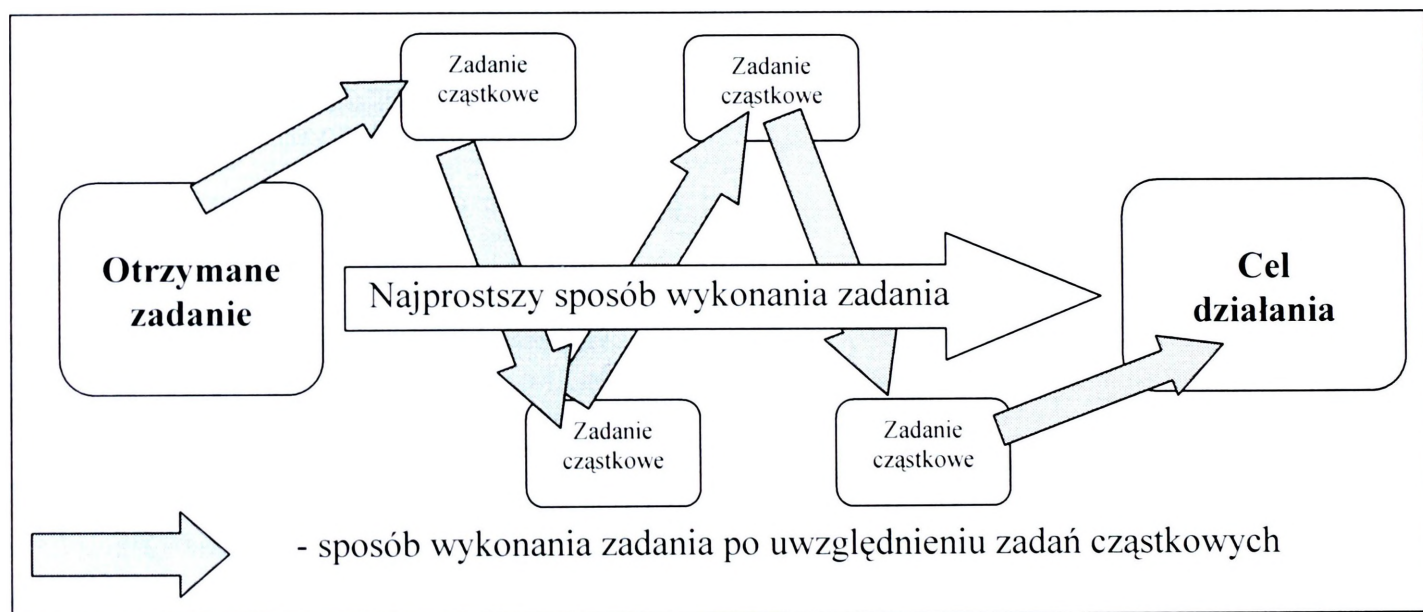 Zadanie
cząstkowe
Zadanie
cząstkowe
Otrzymane
zadanie
Najprostszy sposób wykonania zadania
Cel
działania
Zadanie
cząstkowe
Zadanie
cząstkowe
- sposób wykonania zadania po uwzględnieniu zadań cząstkowych